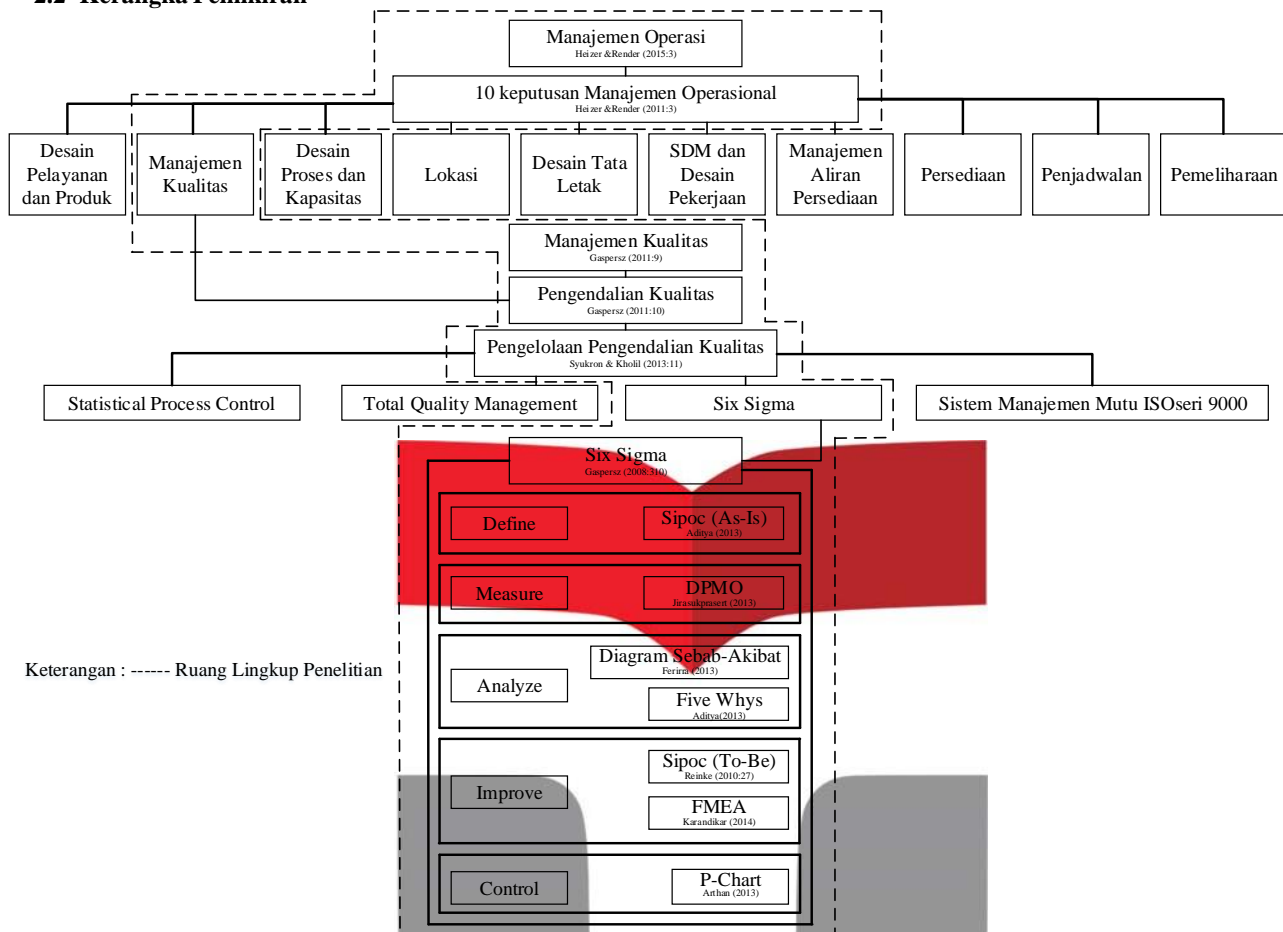 2.2 Kerangka Pemikiran
Manajemen Operasi
Heizer &Render (2015:3)
10 keputusan Manajemen Operasional
Heizer &Render (2011:3)
Desain
Pelayanan
dan Produk
Manajemen
Kualitas
Desain
Proses dan
Kapasitas
Lokasi
Desain Tata
Letak
SDM dan
Desain
Pekerjaan
Manajemen
Aliran
Persediaan
Persediaan
Penjadwalan
Pemeliharaan
Manajemen Kualitas
Gaspersz (2011:9)
Pengendalian Kualitas
Gaspersz (2011:10)
Pengelolaan Pengendalian Kualitas
Syukron & Kholil (2013:11)
Statistical Process Control
Total Quality Management
Six Sigma
Sistem Manajemen Mutu ISOseri 9000
Six Sigma
Gaspersz (2008:310)
Define
Sipoc (As-Is)
Aditya (2013)
Measure
DPMO
Jirasukprasert (2013)
Analyze
Diagram Sebab-Akibat
Ferirra (2013)
Five Whys
Aditya(2013)
Keterangan : ------ Ruang Lingkup Penelitian
Improve
Sipoc (To-Be)
Reinke (2010:27)
FMEA
Karandikar (2014)
Control
P-Chart
Arthan (2013)